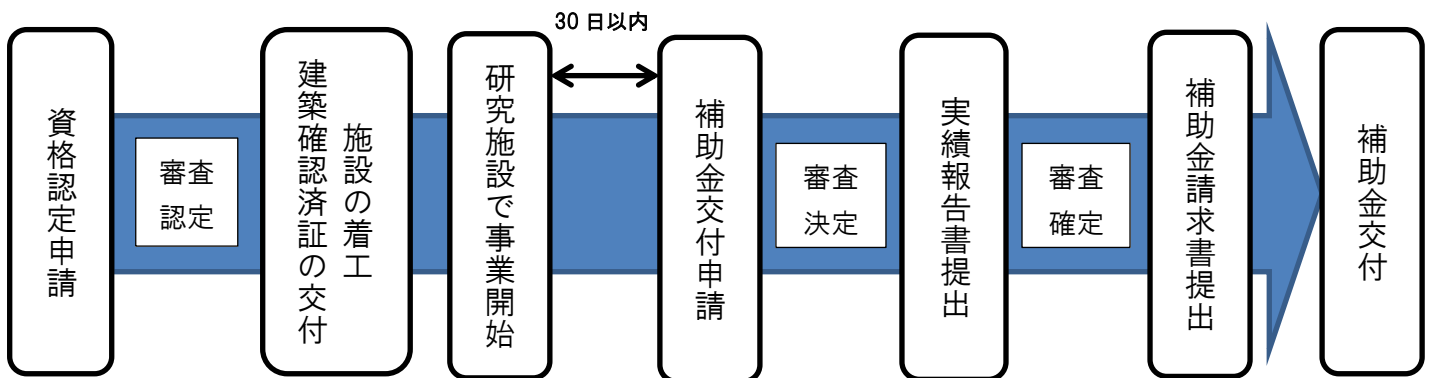 30 日以内
資格認定申請
審査
認定
施設の着工
建築確認済証の交付
研究施設で事業開始
補助金交付申請
審査
決定
実績報告書提出
審査
確定
補助金請求書提出
補助金交付